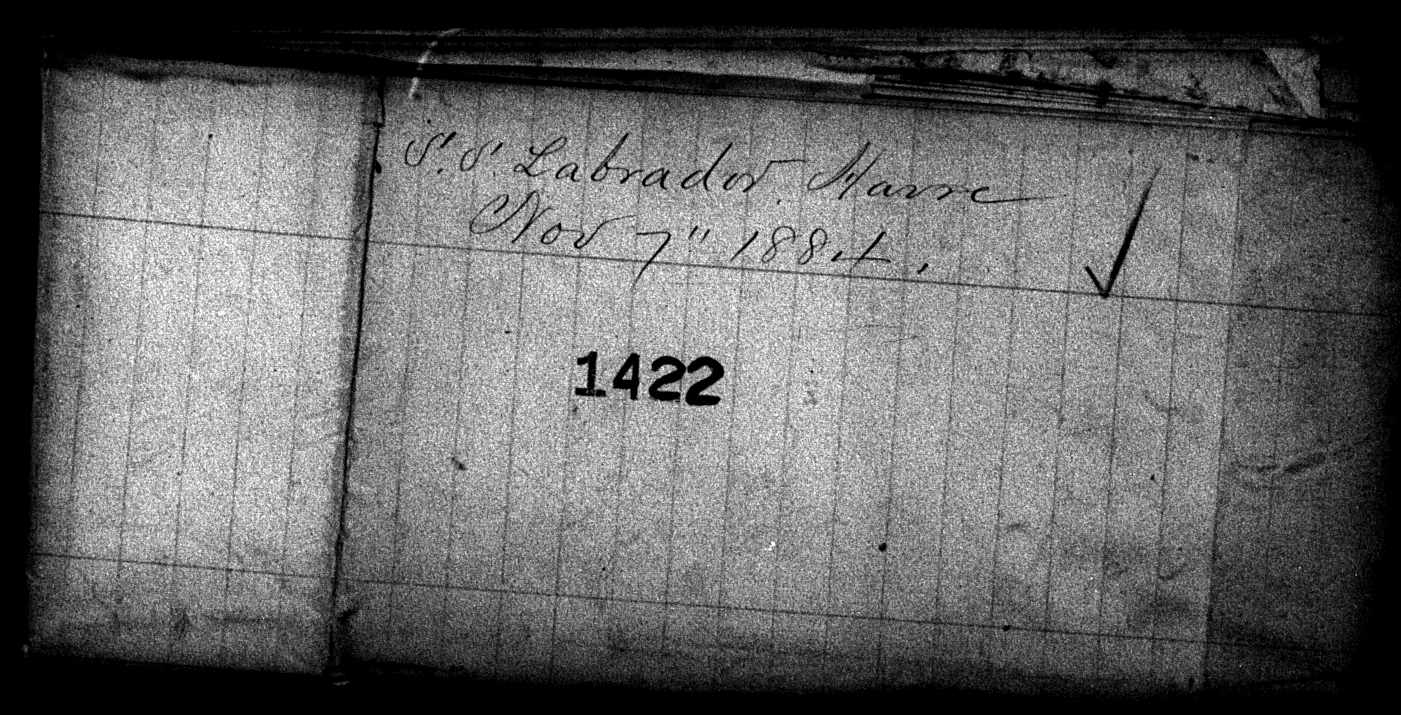 S.S. Labrador. Havre
Nov 7" 1884.
1422